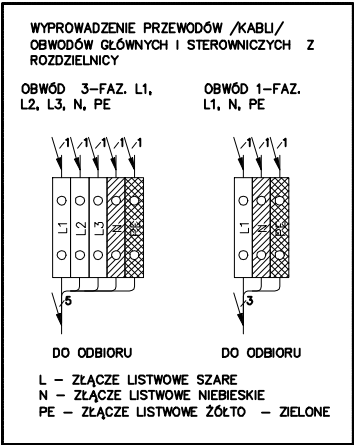 WYPROWADZENIE PRZEWODÓW /KABLI/
OBWODÓW GŁÓWNYCH I STEROWNICZYCH Z
ROZDZIELNICY
OBWÓD 3-FAZ. L1,
L2, L3, N, PE
OBWÓD 1-FAZ.
L1, N, PE
1 1 1 1 1
L1 L2 L3 N PE
5
DO ODBIORU
1 1 1
L1 N PE
3
DO ODBIORU
L - ZŁĄCZE LISTWOWE SZARE
N - ZŁĄCZE LISTWOWE NIEBIESKIE
PE - ZŁĄCZE LISTWOWE ŻÓŁTO - ZIELONE